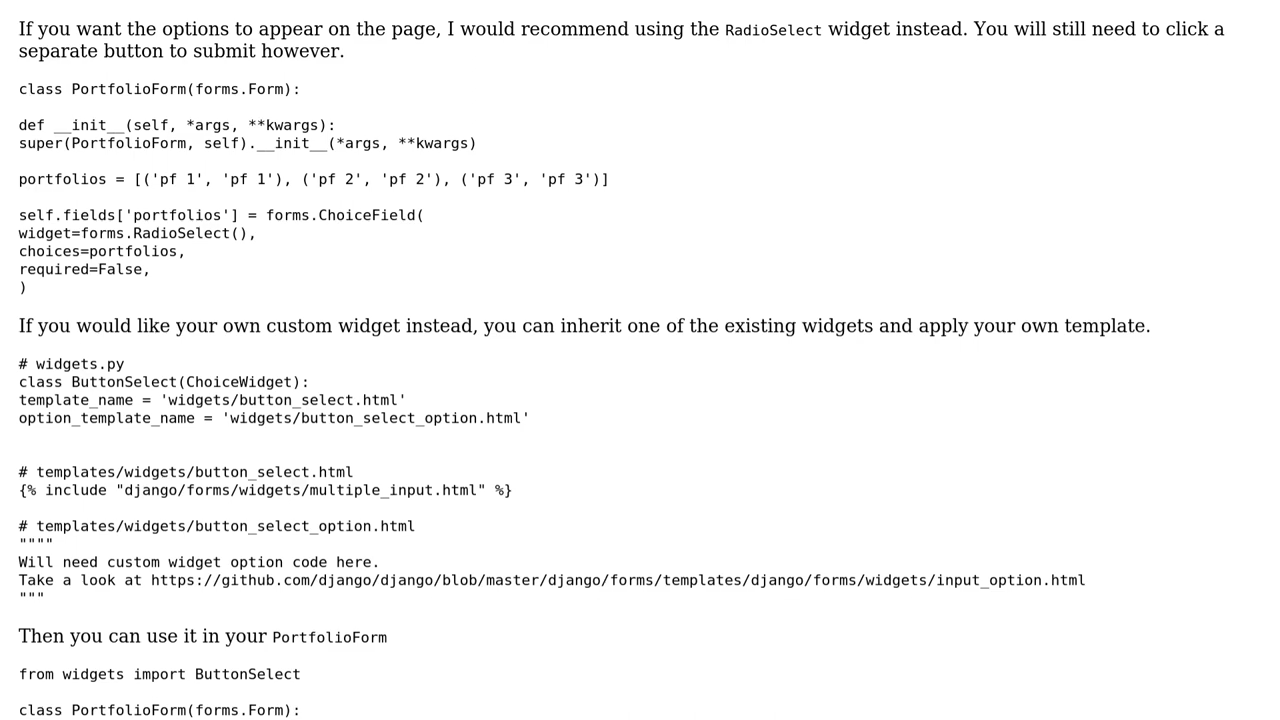 If you want the options to appear on the page, I would recommend using the RadioSelect widget instead. You will still need to click a
separate button to submit however.
class PortfolioForm(forms.Form):
def __init__(self, *args, **kwargs):
super(PortfolioForm, self).__init__(*args, **kwargs)
portfolios = [('pf 1', 'pf 1'), ('pf 2', 'pf 2'), ('pf 3', 'pf 3')]
self.fields['portfolios'] = forms.ChoiceField(
widget=forms.RadioSelect(),
choices=portfolios,
required=False,
)
If you would like your own custom widget instead, you can inherit one of the existing widgets and apply your own template.
# widgets.py
class ButtonSelect(ChoiceWidget):
template_name = 'widgets/button_select.html'
option_template_name = 'widgets/button_select_option.html'
# templates/widgets/button_select.html
{% include "django/forms/widgets/multiple_input.html" %}
# templates/widgets/button_select_option.html
""""
Will need custom widget option code here.
Take a look at https://github.com/django/django/blob/master/django/forms/templates/django/forms/widgets/input_option.html
"""
Then you can use it in your PortfolioForm
from widgets import ButtonSelect
class PortfolioForm(forms.Form):